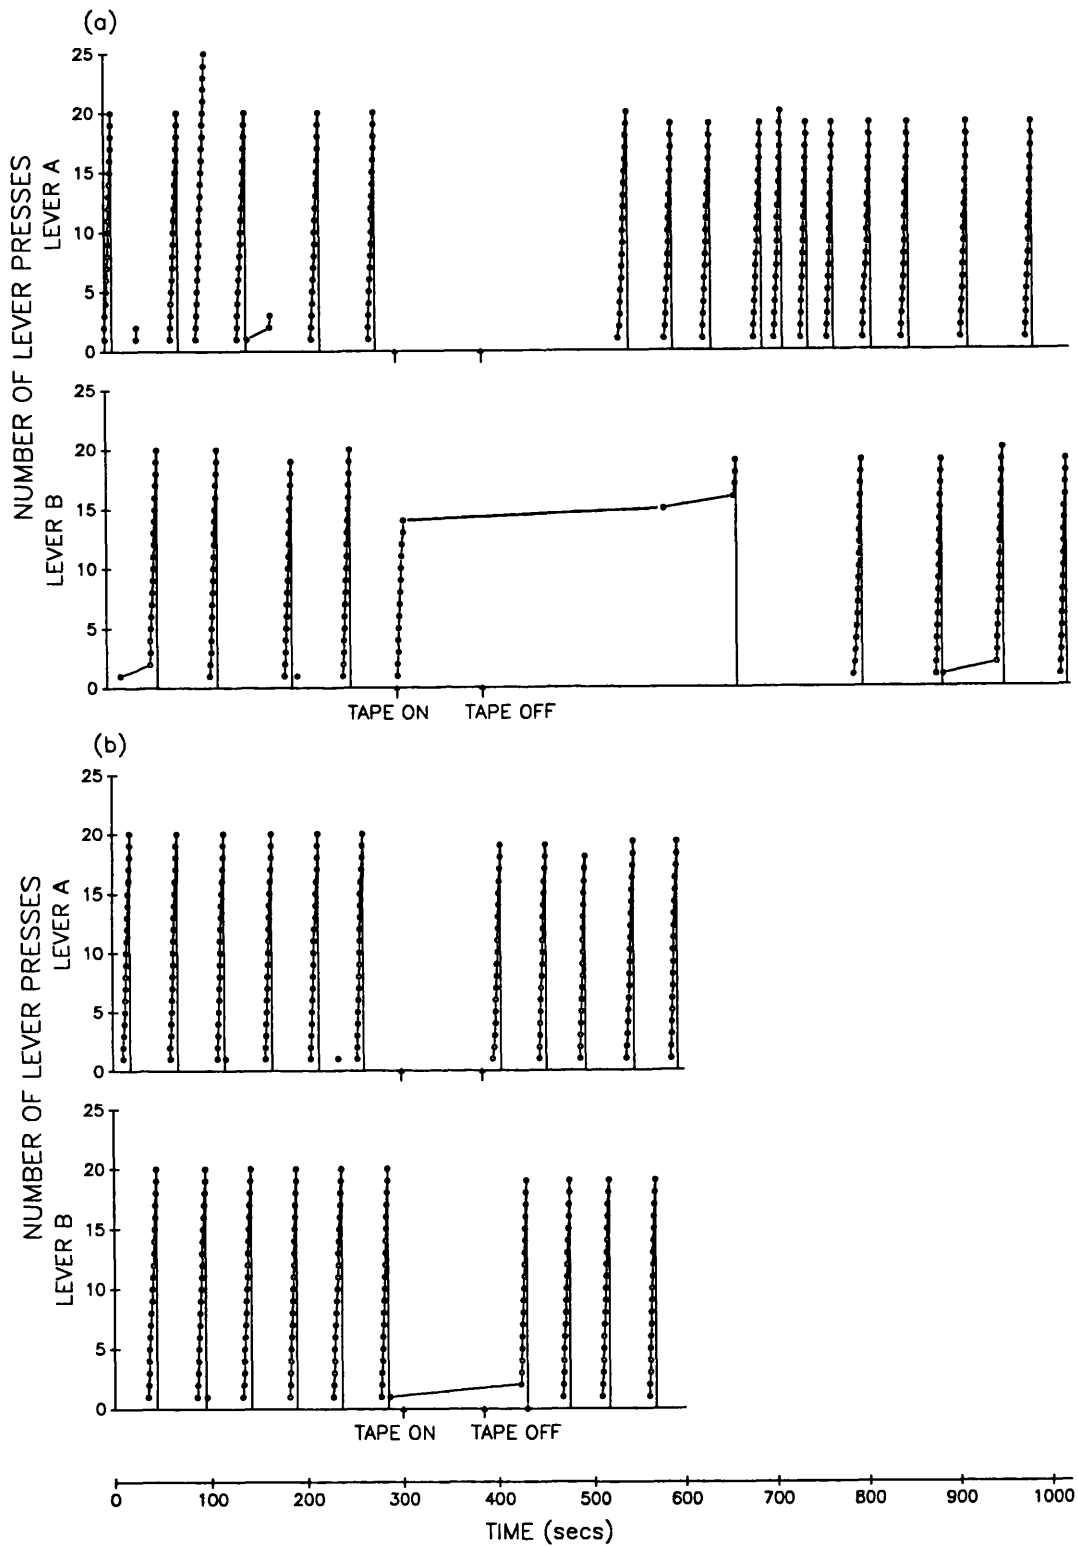 (a)
NUMBER OF LEVER PRESSES
LEVER A
25
20
15
10
5
0
LEVER B
25
20
15
10
5
0
TAPE ON TAPE OFF
(b)
NUMBER OF LEVER PRESSES
LEVER A
25
20
15
10
5
0
LEVER B
25
20
15
10
5
0
TAPE ON TAPE OFF
0 100 200 300 400 500 600 700 800 900 1000
TIME (secs)